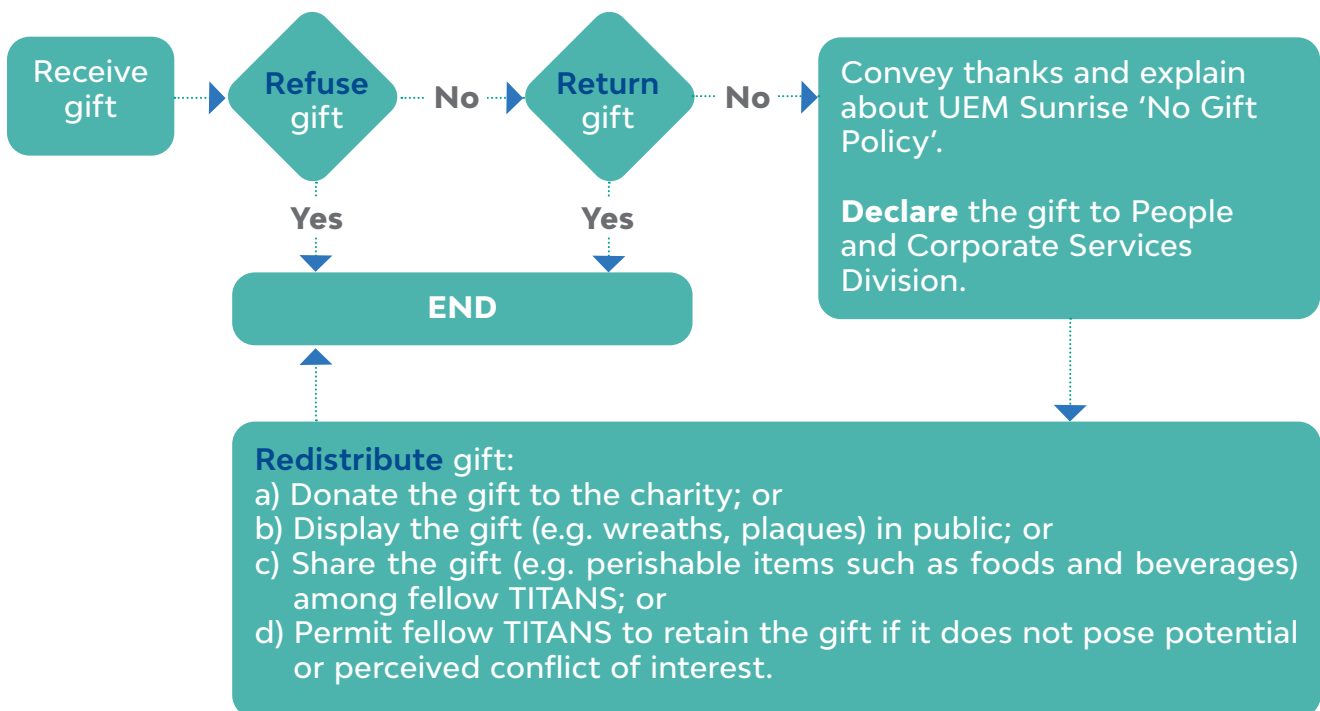 Receive
gift
Refuse
gift
No
Return
gift
No
Convey thanks and explain
about UEM Sunrise ‘No Gift
Policy’.
Declare the gift to People
and Corporate Services
Division.
Yes
Yes
END
Redistribute gift:
a) Donate the gift to the charity; or
b) Display the gift (e.g. wreaths, plaques) in public; or
c) Share the gift (e.g. perishable items such as foods and beverages)
among fellow TITANS; or
d) Permit fellow TITANS to retain the gift if it does not pose potential
or perceived conflict of interest.